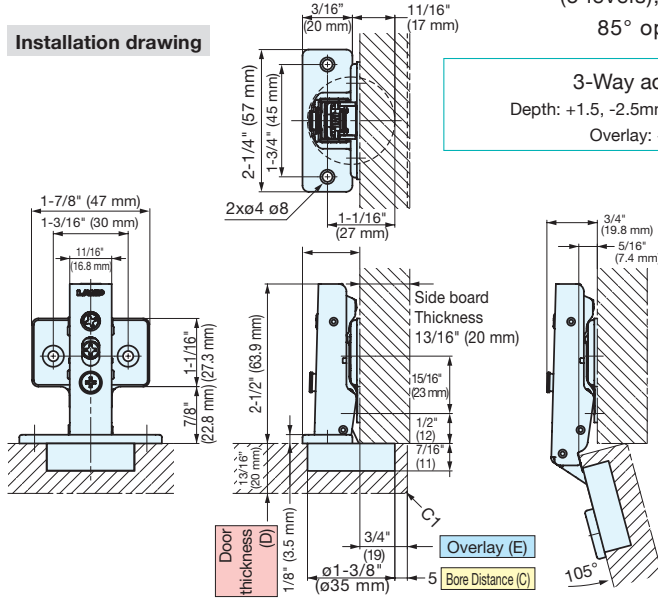 3/16"
(20 mm)
11/16"
(17 mm)
85° op
Installation drawing
2-1/4" (57 mm)
1-3/4" (45 mm)
3-Way ac
Depth: +1.5, -2.5mm
Overlay:
2xø4 ø8
1-1/16"
(27 mm)
1-7/8" (47 mm)
1-3/16" (30 mm)
11/16"
(16.8 mm)
LAMP
1-1/16"
(27.3 mm)
7/8"
(22.8 mm)
2-1/2" (63.9 mm)
Side board
Thickness
13/16" (20 mm)
15/16"
(23 mm)
1/2"
(12)
7/16"
(11)
13/16"
(20 mm)
C1
3/4"
(19)
Door
thickness
(D)
1/8" (3.5 mm)
ø1-3/8"
(ø35 mm)
5
Overlay (E)
Bore Distance (C)
3/4"
(19.8 mm)
5/16"
(7.4 mm
105°